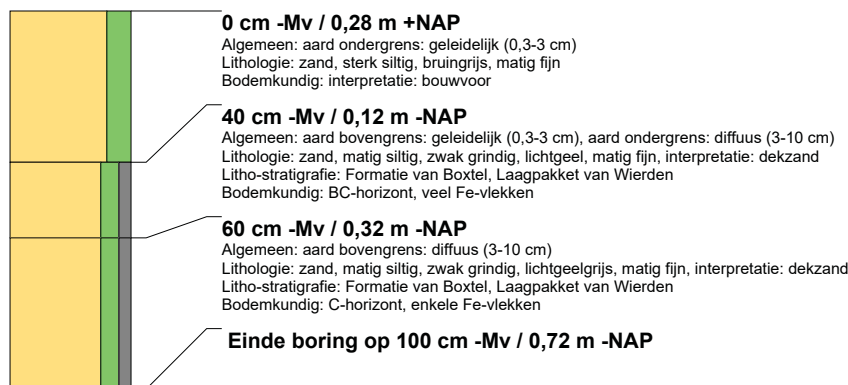 0 cm -Mv / 0,28 m +NAP
Algemeen: aard ondergrens: geleidelijk (0,3-3 cm)
Lithologie: zand, sterk siltig, bruingrijs, matig fijn
Bodemkundig: interpretatie: bouwvoor
40 cm -Mv / 0,12 m -NAP
Algemeen: aard bovengrens: geleidelijk (0,3-3 cm), aard ondergrens: diffuus (3-10 cm)
Lithologie: zand, matig siltig, zwak grindig, lichtgeel, matig fijn, interpretatie: dekzand
Litho-stratigrafie: Formatie van Boxtel, Laagpakket van Wierden
Bodemkundig: BC-horizont, veel Fe-vlekken
60 cm -Mv / 0,32 m -NAP
Algemeen: aard bovengrens: diffuus (3-10 cm)
Lithologie: zand, matig siltig, zwak grindig, lichtgeelgrijs, matig fijn, interpretatie: dekzand
Litho-stratigrafie: Formatie van Boxtel, Laagpakket van Wierden
Bodemkundig: C-horizont, enkele Fe-vlekken
Einde boring op 100 cm -Mv / 0,72 m -NAP